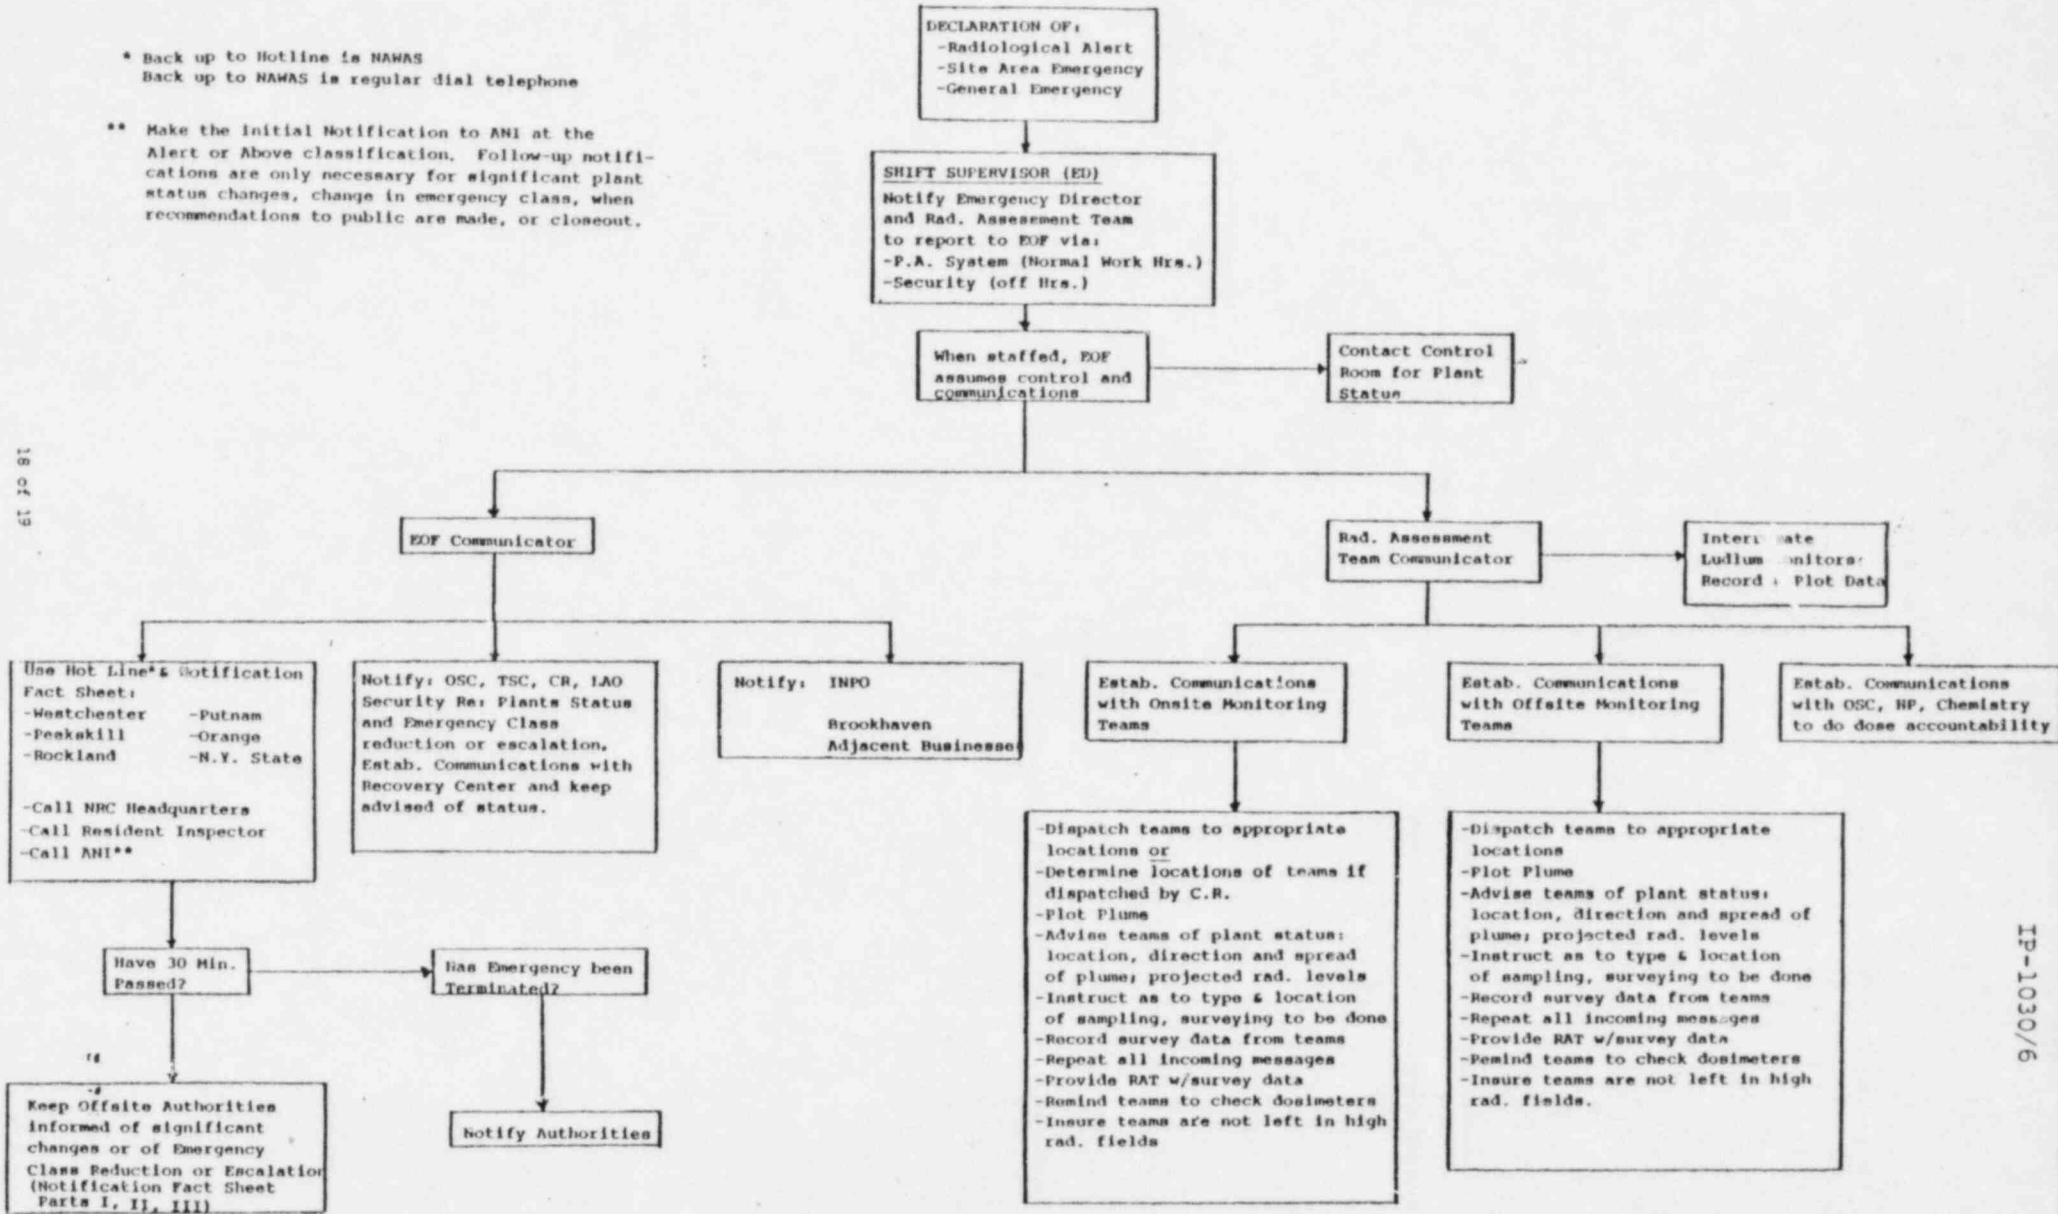 * Back up to Hotline is NAWAS
Back up to NAWAS is regular dial telephone
** Make the Initial Notification to ANI at the
Alert or Above classification. Follow-up notifi-
cations are only necessary for significant plant
status changes, change in emergency class, when
recommendations to public are made, or closeout.
DECLARATION OF:
-Radiological Alert
-Site Area Emergency
-General Emergency
SHIFT SUPERVISOR (ED)
Notify Emergency Director
and Rad. Assessment Team
to report to EOF via:
-P.A. System (Normal Work Hrs.)
-Security (off Hrs.)
When staffed, EOF
assumes control and
communications
Contact Control
Room for Plant
Status
18 of 19
EOF Communicator
Rad. Assessment
Team Communicator
Ludlum
Record Plot Data
Use Hot Line* & Notification
Fact Sheet:
-Westchester -Putnam
-Peekskill -Orange
-Rockland -N.Y. State
-Call NRC Headquarters
-Call Resident Inspector
-Call ANI**
Notify: OSC, TSC, CR, LAO
Security Re: Plants Status
and Emergency Class
reduction or escalation.
Estab. Communications with
Recovery Center and keep
advised of status.
Notify: INPO
Brookhaven
Adjacent Businesse
Estab. Communications
with Onsite Monitoring
Teams
Estab. Communications
with Offsite Monitoring
Teams
Estab. Communications
with OSC, HP, Chemistry
to do dose accountability
-Dispatch teams to appropriate
locations or
-Determine locations of teams if
dispatched by C.R.
-Plot Plume
-Advise teams of plant status:
location, direction and spread
of plume; projected rad. levels
-Instruct as to type & location
of sampling, surveying to be done
-Record survey data from teams
-Repeat all incoming messages
-Provide RAT w/survey data
-Remind teams to check dosimeters
-Insure teams are not left in high
rad. fields
-Dispatch teams to appropriate
locations
-Plot Plume
-Advise teams of plant status:
location, direction and spread of
plume; projected rad. levels
-Instruct as to type & location
of sampling, surveying to be done
-Record survey data from teams
-Repeat all incoming messages
-Provide RAT w/survey data
-Remind teams to check dosimeters
-Insure teams are not left in high
rad. fields.
Have 30 Min.
Passed?
Has Emergency been
Terminated?
Keep Offsite Authorities
informed of significant
changes or of Emergency
Class Reduction or Escalation
(Notification Fact Sheet
Parts I, II, III)
Notify Authorities
IP-1030/6